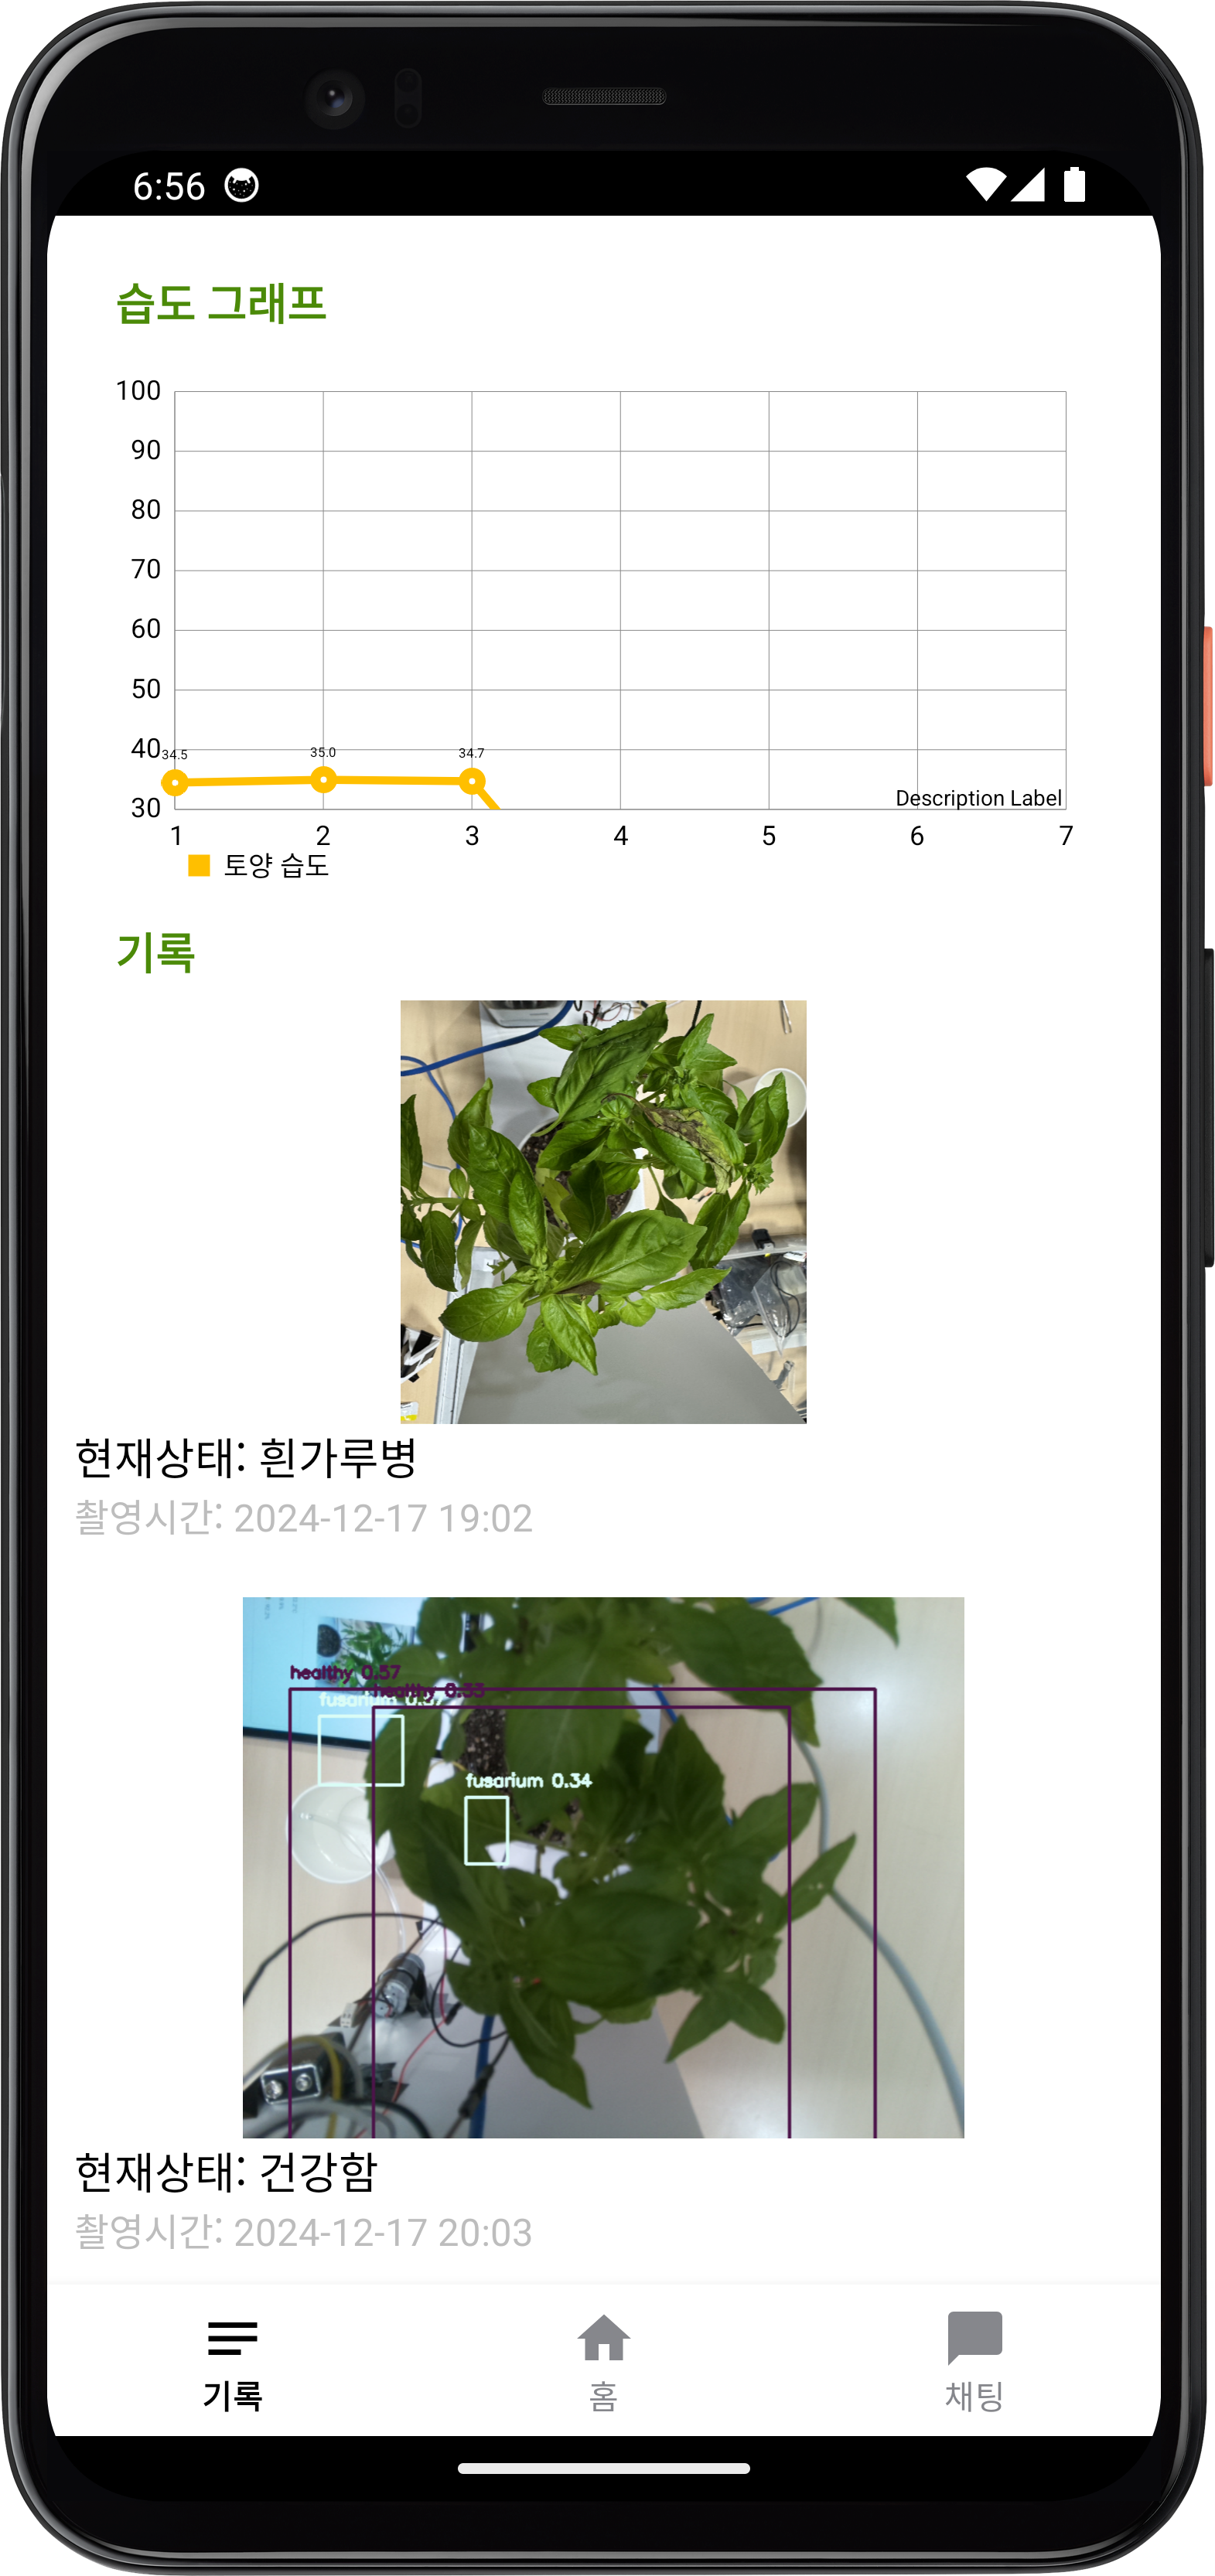 6:56
습도 그래프
100
90
80
70
60
50
40
30
34.5
35.0
34.7
Description Label
1 2 3 4 5 6 7
토양 습도
기록
현재상태: 흰가루병
촬영시간: 2024-12-17 19:02
healthy 0.57
healthy 0.33
fusarium
fusarium 0.34
현재상태: 건강함
촬영시간: 2024-12-17 20:03
기록
홈
채팅